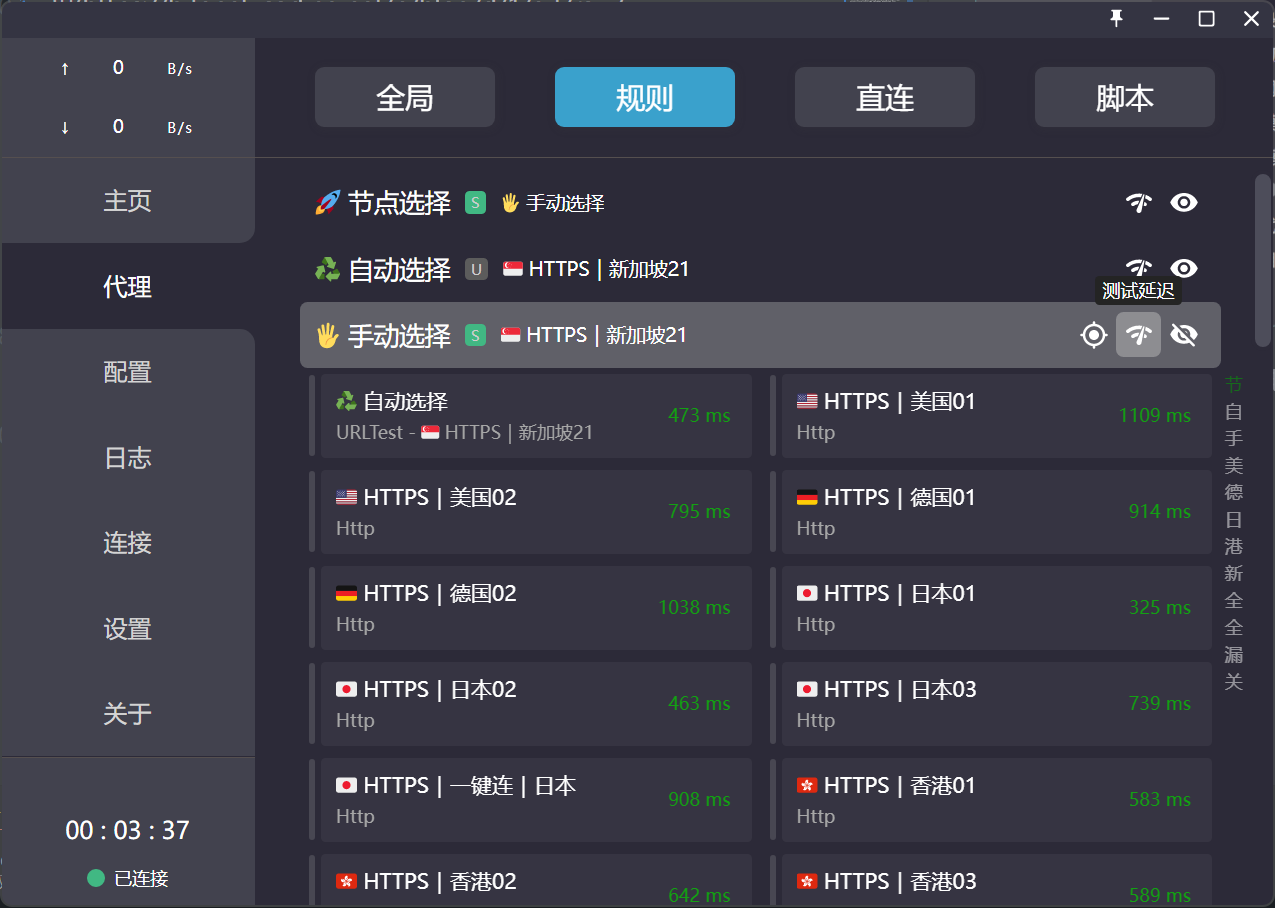 ↑ 0 B/s
↓ 0 B/s
主页
代理
配置
日志
连接
设置
关于
00 : 03 : 37
已连接
全局 规则 直连 脚本
节点选择 S 手动选择
自动选择 U HTTPS | 新加坡21
测试延迟
手动选择 S HTTPS | 新加坡21
自动选择
URLTest - HTTPS | 新加坡21
473 ms
HTTPS | 美国01
Http
1109 ms
HTTPS | 美国02
Http
795 ms
HTTPS | 德国01
Http
914 ms
HTTPS | 德国02
Http
1038 ms
HTTPS | 日本01
Http
325 ms
HTTPS | 日本02
Http
463 ms
HTTPS | 日本03
Http
739 ms
HTTPS | 一键连 | 日本
Http
908 ms
HTTPS | 香港01
Http
583 ms
HTTPS | 香港02
642 ms
HTTPS | 香港03
589 ms
节
自
手
美
德
日
港
新
全
全
漏
关